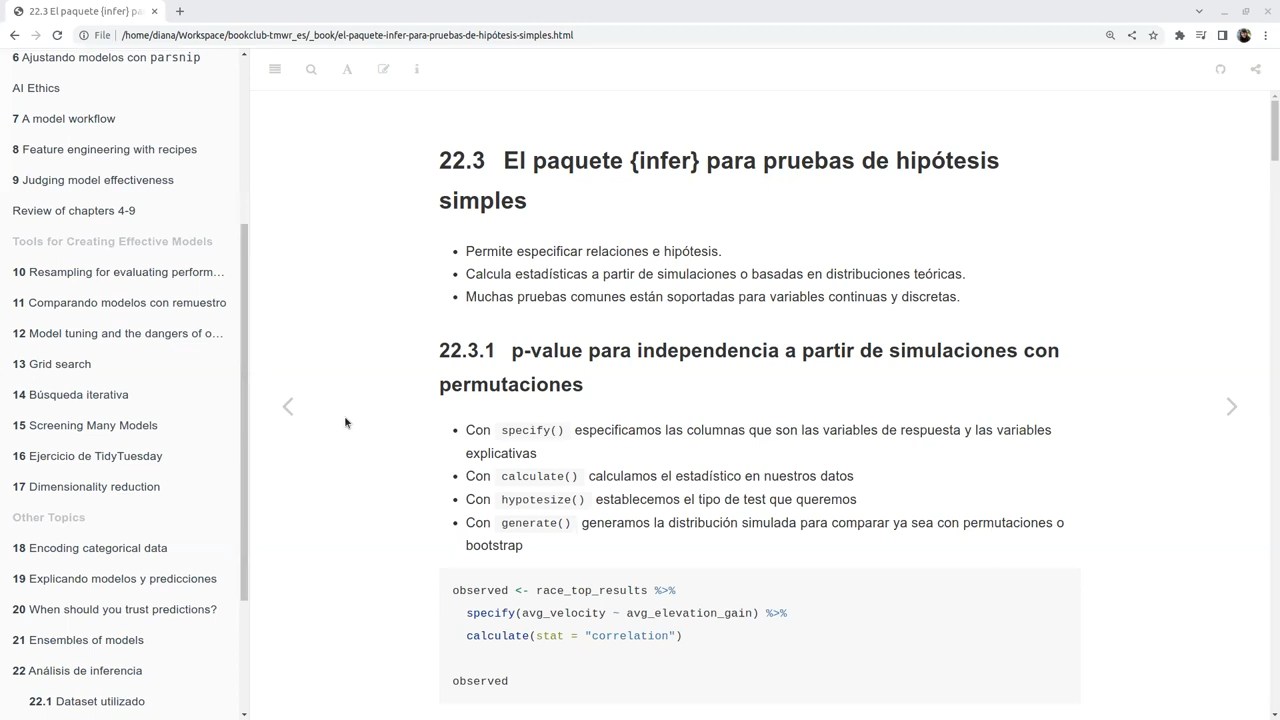 22.3 El paquete {infer} para p
File
/home/diana/Workspace/bookclub-tmwr_es/_book/el-paquete-infer-para-pruebas-de-hipótesis-simples.html
6 Ajustando modelos con parsnip
AI Ethics
7 A model workflow
8 Feature engineering with recipes
9 Judging model effectiveness
Review of chapters 4-9
Tools for Creating Effective Models
10 Resampling for evaluating perform…
11 Comparando modelos con remuestro
12 Model tuning and the dangers of o…
13 Grid search
14 Búsqueda iterativa
15 Screening Many Models
16 Ejercicio de TidyTuesday
17 Dimensionality reduction
Other Topics
18 Encoding categorical data
19 Explicando modelos y predicciones
20 When should you trust predictions?
21 Ensembles of models
22 Análisis de inferencia
22.1 Dataset utilizado
22.3 El paquete {infer} para pruebas de hipótesis
simples
• Permite especificar relaciones e hipótesis.
• Calcula estadísticas a partir de simulaciones o basadas en distribuciones teóricas.
• Muchas pruebas comunes están soportadas para variables continuas y discretas.
22.3.1 p-value para independencia a partir de simulaciones con
permutaciones
• Con specify() especificamos las columnas que son las variables de respuesta y las variables
explicativas
• Con calculate() calculamos el estadístico en nuestros datos
• Con hypotesize() establecemos el tipo de test que queremos
• Con generate() generamos la distribución simulada para comparar ya sea con permutaciones o
bootstrap
observed <- race_top_results %>%
specify(avg_velocity ~ avg_elevation_gain) %>%
calculate(stat = "correlation")
observed